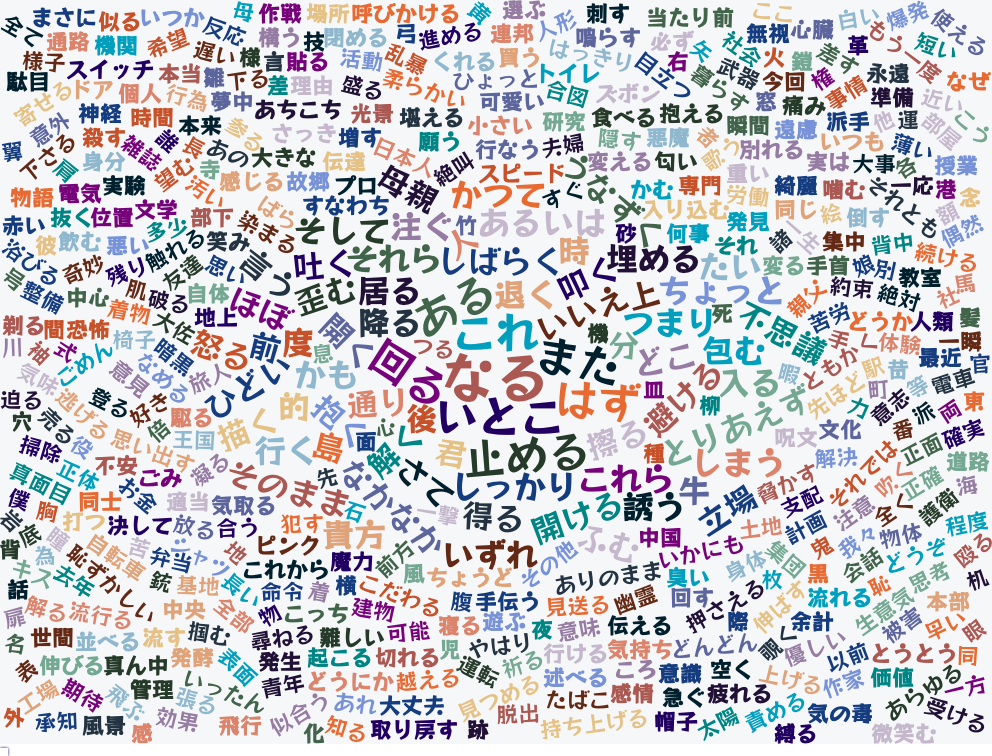 全て まさに 似る いつか 反応 母 作戦 場所 呼びかける 黄 選ぶ 人形 刺す 当たり前 ここ 心臓 白い 爆発 使える
通路 機関 希望 遅い 様 構う 技 閉める 弓 進める 連邦 鳴らす 必ず 矢 社会 無視 火 鎧 差す 革 もう一度 短い
様子 スイッチ 本当 雛 下る 言 貼る 活動 乱暴 くれる 買う はっきり トイレ 目立つ 右 暮らす 武器 今回 権 事情 永遠 なぜ
駄目 寄せる ドア 個人 行為 夢中 差 理由 盛る 柔らかい ひょっと 可愛い 合図 ズボン 窓 痛み 準備 近い こう
翼 意外 神経 時間 本来 参る あちこち さっき 光景 堪える 小さい 研究 食べる 抱える 瞬間 遠慮 派手 他 運 部屋
下さる 肩 殺す 雑誌 誰 長 あの 大きな 増す 日本人 願う 絶望 行なう 夫婦 隠す 悪魔 舎 歌う 別れる いつも 薄い
身分 望む 寺 汚い 感じる 伝達 故郷 プロ 母親 スピード かつて すぐ つなぐ 変える 匂い 重い 実は 大事 各 授業
物語 電気 実験 すなわち かむ 専門 労働 綺麗 噛む それとも 一応 港 額 念
赤い 抜く 位置 文学 多少 部下 染まる ばら そして 注ぐ 竹 あるいは ず 砂 入り込む 発見 同じ 絵 倒す 偶然
浴びる 彼 飲む 悪い 触れる 笑み 言う 吐く それら 人 しばらく 時 叩く く 何事 埋める それ 諸 一生 集中 背中 続ける
号 整備 奇妙 残り 友達 思い 中心 肌 破る 自体 ほぼ 歪む 居る ある 退く 上 たい ちょっと 変る 手首 娘 別 教室 馬
着物 地上 約束 絶対 社
剃る 間 恐怖 大佐 怒る 前 度 開く 降る これ いいえ 機 つまり 死 不思議 親父 苦労 どうか 人類 髪
川 袖 式 ごめん 椅子 暗黒 息 つる 分 どこ 包む 手 ともかく 体験 一瞬
気味 意見 なめる 旅人 ひどい かも 回る なる また 皿 避ける 入る 暇 駅 昔 最近 官
迫る 逃げる 登る 好き 駆る 的 抱く 通り 後 いとこ はず 柳 とりあえず 先ほど 町 力 意志 等 電車
穴 売る 役 思い出す 倍 王国 描く 島 面 心 く 君 止める 擦る 種 呪文 文化 番 派 両 東
掃除 不安 凝る 行く 解く さて しまう 解決 それでは 正面 確実
真面目 正体 お金 ごみ そのまま 先 なかなか しっかり これら 牛 脅かす 支配 吹く 正確 道路
僕 胸 同士 適当 気取る 石 一撃 得る 開ける 誘う 立場 計画 注意 全く 護衛 海
岩 打つ 決して 放る 合う 犯す 貴方 いずれ ふむ 中国 土地 我々 物体 程度
背 底 為 暗 恥ずかしい 自転車 苦 弁当 シャツ 地 ピンク 魔力 前方 その他 いかにも 身体 集団 鬼 会話 どうぞ 殴る
話 キス 去年 銃 基地 長い これから 命令 着 横 こだわる 風 ちょうど ありのまま 臭い 枚 黒 恥 思考 机
扉 解る 流行る 中央 全部 物 こっち 建物 腹 手伝う 見送る 幽霊 回す 押さえる 伸ばす 流れる 生意気 本部
名 世間 並べる 流す 掴む 尋ねる 難しい 可能 寝る 遊ぶ 夜 意味 伝える 際 余計 被害 早い 眼
表 伸びる 真ん中 発酵 表面 発生 起こる 切れる 児 やはり 行ける 気持ち どんどん 覗く 優しい 以前 とうとう 同
工場 期待 飛ぶ 管理 張る いったん 青年 どうにか 越える 運転 祈る 述べる ころ 意識 空く 上げる 作家 価値 あらゆる 一方
外 承知 風景 感 効果 飛行 似合う あれ 大丈夫 見つめる 脱出 たばこ 感情 急ぐ 疲れる 責める 気の毒 受ける
化 知る 取り戻す 跡 持ち上げる 帽子 太陽 縛る 微笑む